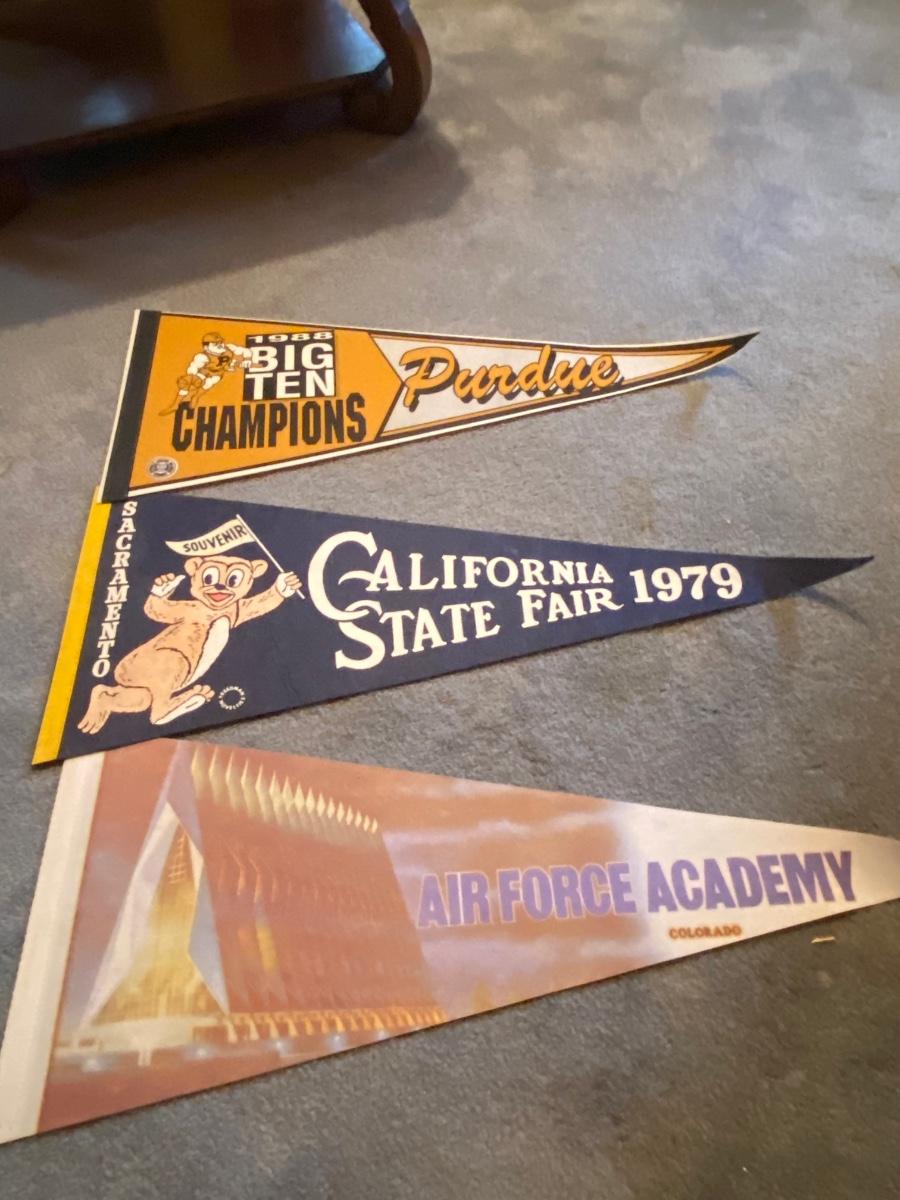 1988
BIG
TEN
CHAMPIONS
Purdue
SACRAMENTO
SOUVENIR
CALIFORNIA
STATE FAIR 1979
AIR FORCE ACADEMY
COLORADO